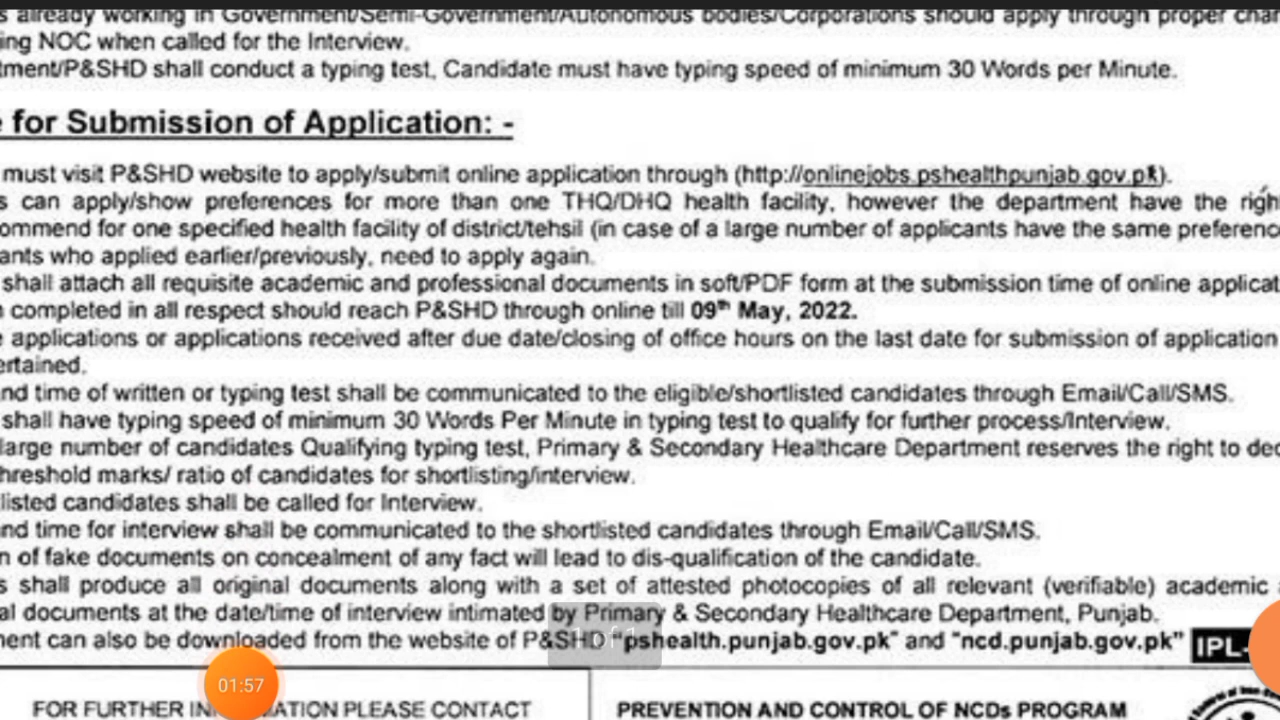 s already working in Government/Semi-Government/Autonomous bodies/Corporations should apply through proper
ing NOC when called for the Interview.
tment/P&SHD shall conduct a typing test, Candidate must have typing speed of minimum 30 Words per Minute.
e for Submission of Application: -
must visit P&SHD website to apply/submit online application through (http://onlinejobs.pshealthpunjab.gov.pk).
s can apply/show preferences for more than one THQ/DHQ health facility, however the department have the righ
ommend for one specified health facility of district/tehsil (in case of a large number of applicants have the same preferenc
ants who applied earlier/previously, need to apply again.
shall attach all requisite academic and professional documents in soft/PDF form at the submission time of online applicat
n completed in all respect should reach P&SHD through online till 09th May, 2022.
e applications or applications received after due date/closing of office hours on the last date for submission of application
ertained.
nd time of written or typing test shall be communicated to the eligible/shortlisted candidates through Email/Call/SMS.
shall have typing speed of minimum 30 Words Per Minute in typing test to qualify for further process/Interview.
large number of candidates Qualifying typing test, Primary & Secondary Healthcare Department reserves the right to dec
hreshold marks/ ratio of candidates for shortlisting/interview.
listed candidates shall be called for Interview.
nd time for interview shall be communicated to the shortlisted candidates through Email/Call/SMS.
n of fake documents on concealment of any fact will lead to dis-qualification of the candidate.
s shall produce all original documents along with a set of attested photocopies of all relevant (verifiable) academic
al documents at the date/time of interview intimated by Primary & Secondary Healthcare Department, Punjab.
ment can also be downloaded from the website of P&SHD "pshealth.punjab.gov.pk" and "ncd.punjab.gov.pk" IPL-
01:57
FOR FURTHER PLEASE CONTACT
PREVENTION AND CONTROL OF NCDs PROGRAM